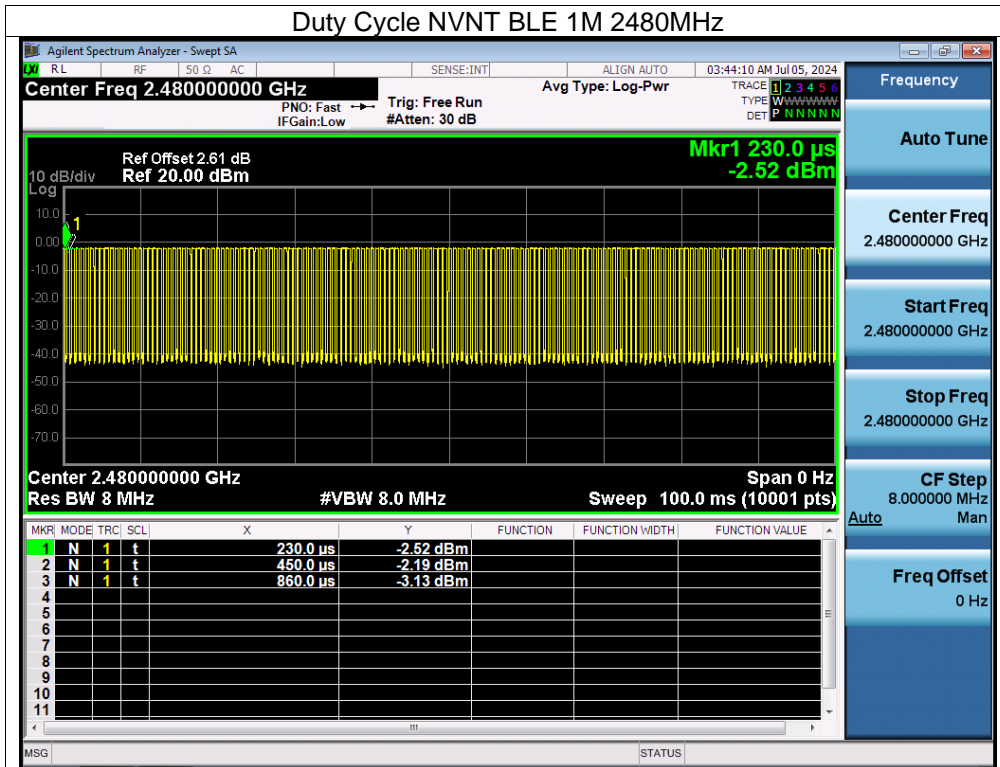 Duty Cycle NVNT BLE 1M 2480MHz
Agilent Spectrum Analyzer - Swept SA
LXI RL RF 50 Ω AC SENSE:INT ALIGN AUTO 03:44:10 AM Jul 05, 2024
Center Freq 2.480000000 GHz
PNO: Fast Trig: Free Run Avg Type: Log-Pwr TRACE 1 2 3 4 5 6
IFGain:Low #Atten: 30 dB TYPE WWWWWW
DET P N N N N N
Frequency
Auto Tune
Center Freq
2.480000000 GHz
Start Freq
2.480000000 GHz
Stop Freq
2.480000000 GHz
CF Step
8.000000 MHz
Auto Man
Freq Offset
0 Hz
Mkr1 230.0 µs
-2.52 dBm
Ref Offset 2.61 dB
10 dB/div Ref 20.00 dBm
Log
10.0
1
0.00
-10.0
-20.0
-30.0
-40.0
-50.0
-60.0
-70.0
Center 2.480000000 GHz Span 0 Hz
Res BW 8 MHz #VBW 8.0 MHz Sweep 100.0 ms (10001 pts)
MKR MODE TRC SCL X Y FUNCTION FUNCTION WIDTH FUNCTION VALUE
1 N 1 t 230.0 µs -2.52 dBm
2 N 1 t 450.0 µs -2.19 dBm
3 N 1 t 860.0 µs -3.13 dBm
4
5
6
7
8
9
10
11
MSG STATUS